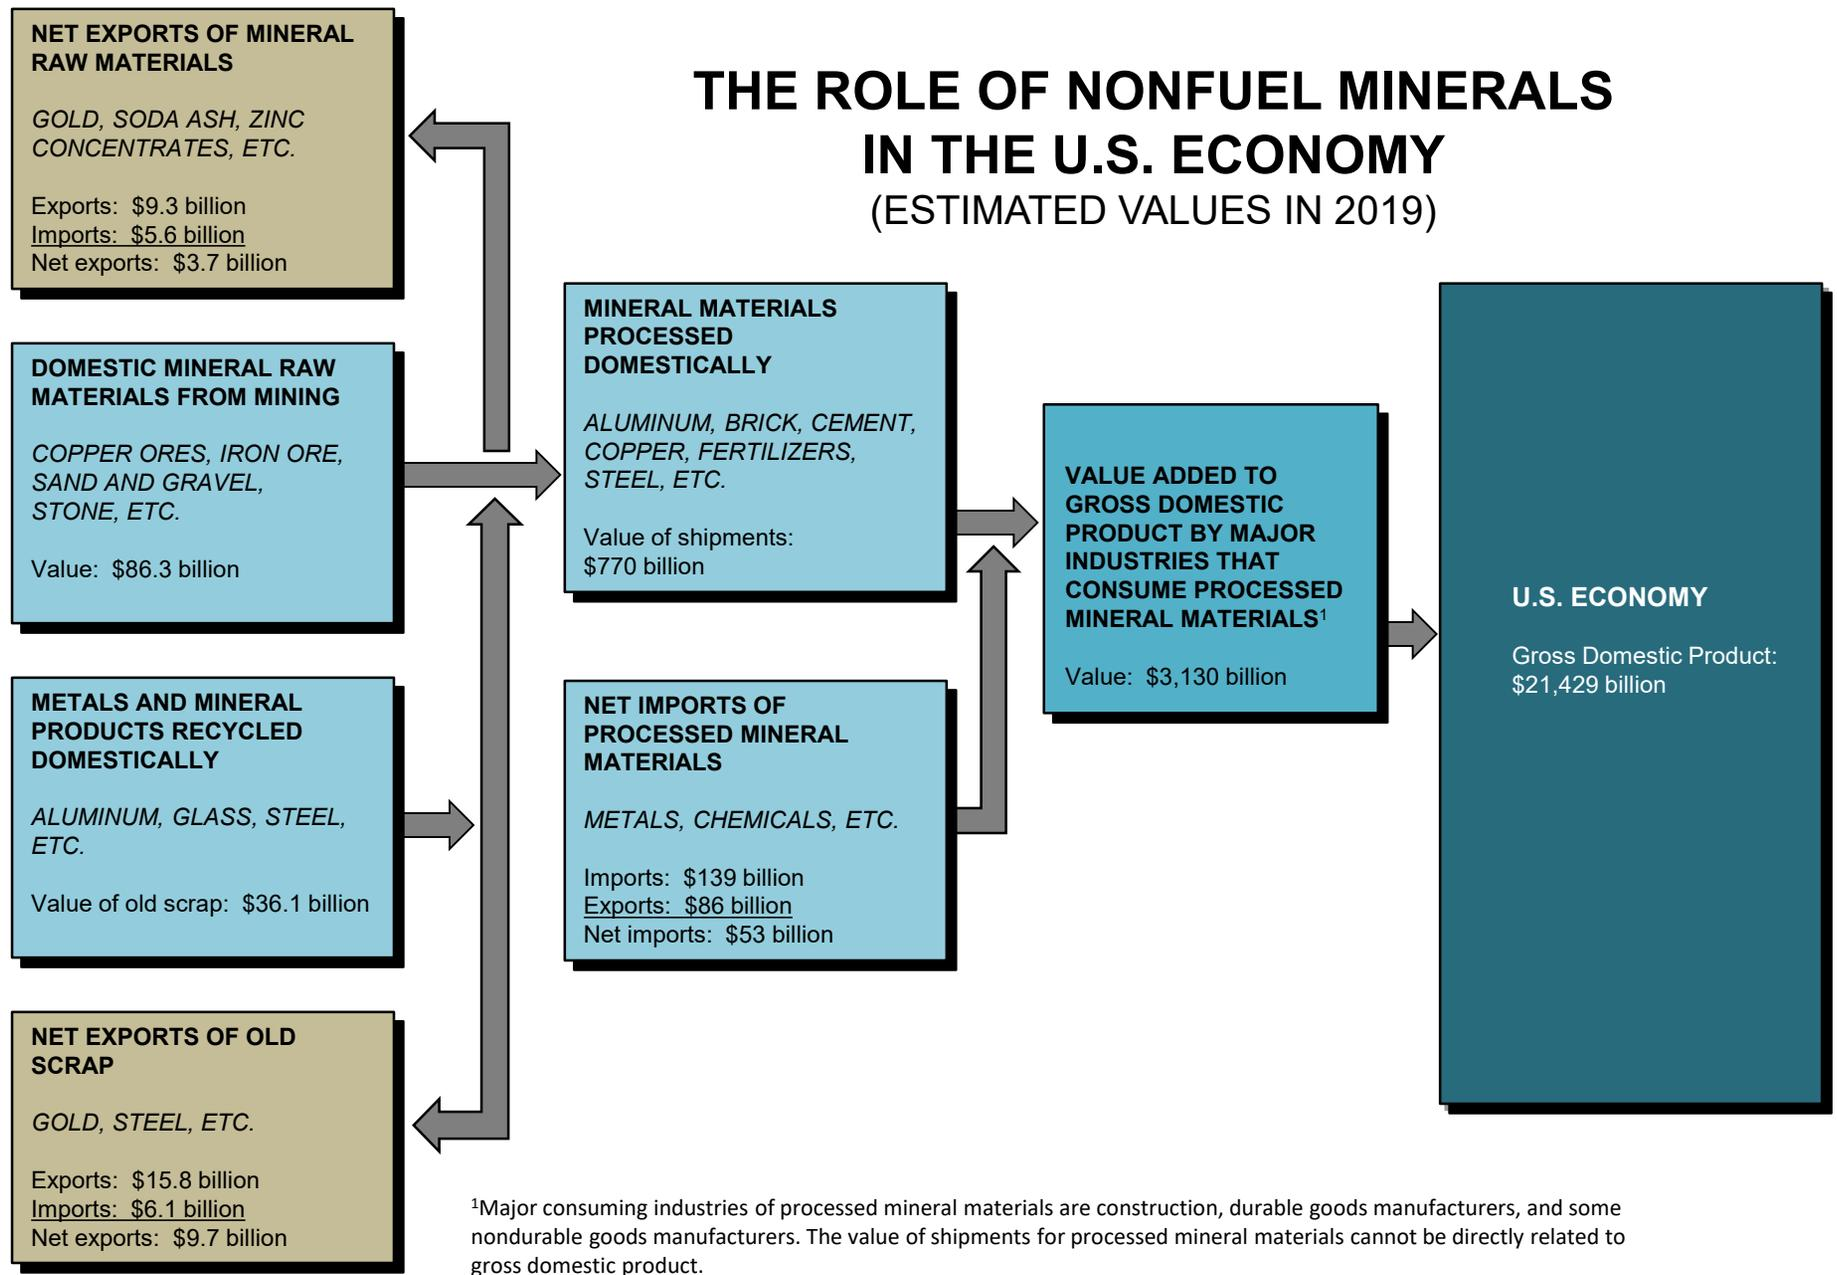 THE ROLE OF NONFUEL MINERALS
IN THE U.S. ECONOMY
(ESTIMATED VALUES IN 2019)
NET EXPORTS OF MINERAL
RAW MATERIALS
GOLD, SODA ASH, ZINC
CONCENTRATES, ETC.
Exports: $9.3 billion
Imports: $5.6 billion
Net exports: $3.7 billion
DOMESTIC MINERAL RAW
MATERIALS FROM MINING
COPPER ORES, IRON ORE,
SAND AND GRAVEL,
STONE, ETC.
Value: $86.3 billion
METALS AND MINERAL
PRODUCTS RECYCLED
DOMESTICALLY
ALUMINUM, GLASS, STEEL,
ETC.
Value of old scrap: $36.1 billion
NET EXPORTS OF OLD
SCRAP
GOLD, STEEL, ETC.
Exports: $15.8 billion
Imports: $6.1 billion
Net exports: $9.7 billion
MINERAL MATERIALS
PROCESSED
DOMESTICALLY
ALUMINUM, BRICK, CEMENT,
COPPER, FERTILIZERS,
STEEL, ETC.
Value of shipments:
$770 billion
NET IMPORTS OF
PROCESSED MINERAL
MATERIALS
METALS, CHEMICALS, ETC.
Imports: $139 billion
Exports: $86 billion
Net imports: $53 billion
VALUE ADDED TO
GROSS DOMESTIC
PRODUCT BY MAJOR
INDUSTRIES THAT
CONSUME PROCESSED
MINERAL MATERIALS¹
Value: $3,130 billion
U.S. ECONOMY
Gross Domestic Product:
$21,429 billion
¹Major consuming industries of processed mineral materials are construction, durable goods manufacturers, and some
nondurable goods manufacturers. The value of shipments for processed mineral materials cannot be directly related to
gross domestic product.